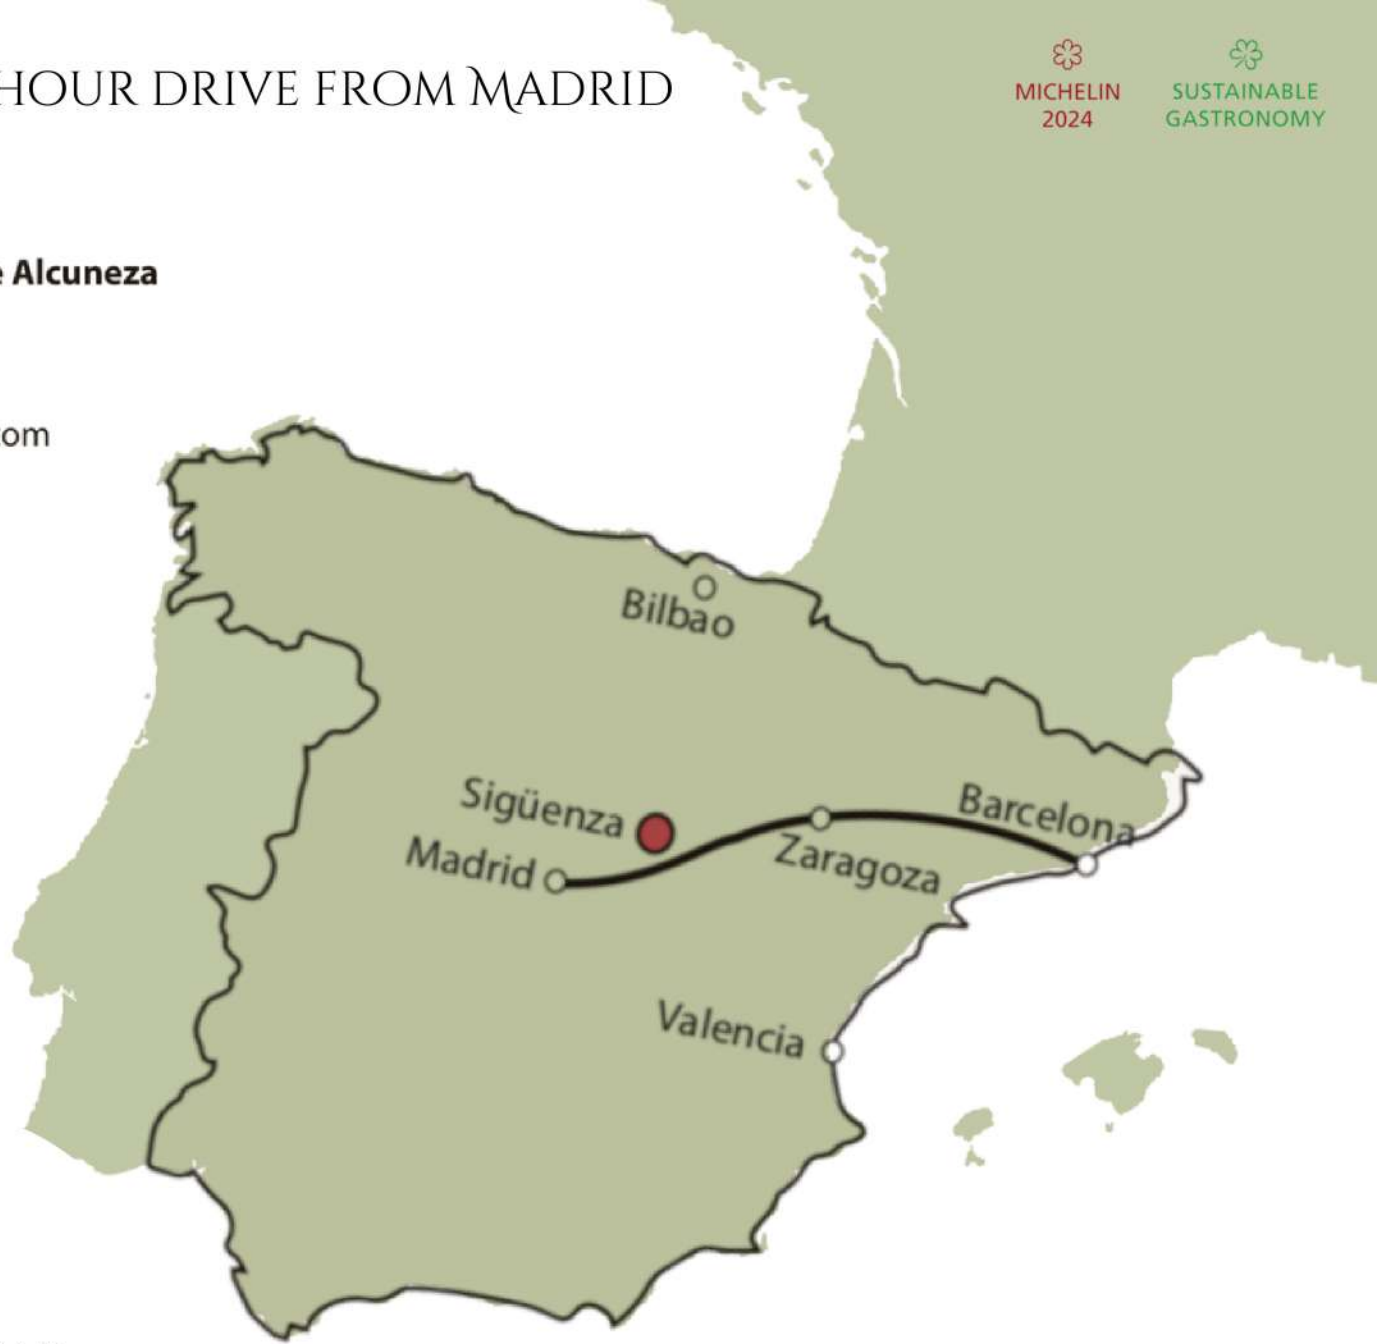 HOUR DRIVE FROM MADRID
MICHELIN
2024
SUSTAINABLE
GASTRONOMY
Alcuneza
om
Bilbao
Sigüenza
Madrid
Zaragoza
Barcelona
Valencia